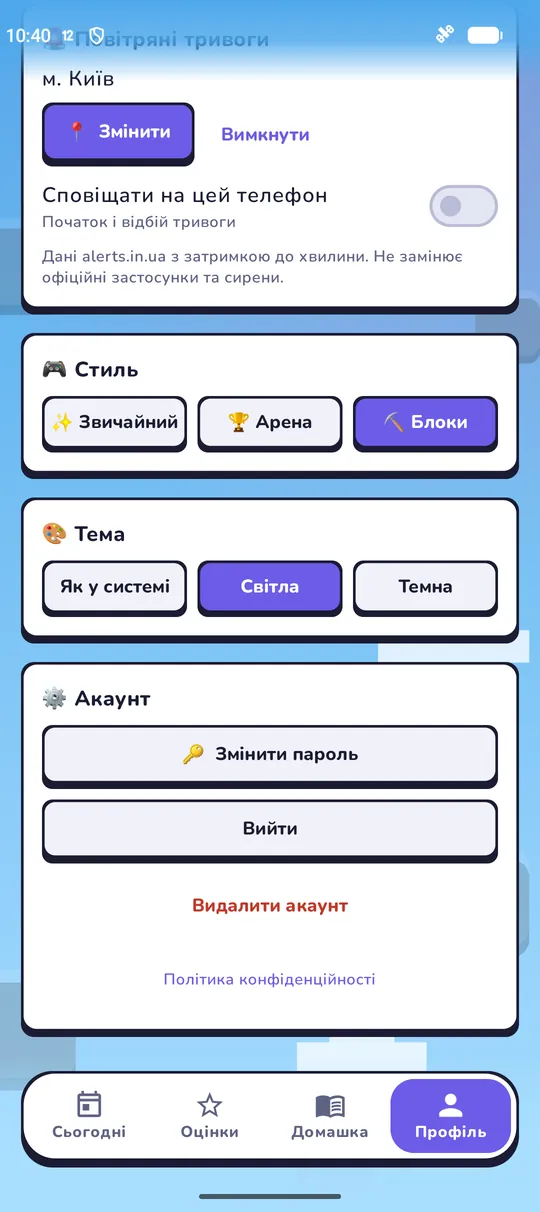 10:40 12
Повітряні тривоги
м. Київ
Змінити
Вимкнути
Сповіщати на цей телефон
Початок і відбій тривоги
Дані alerts.in.ua з затримкою до хвилини. Не замінює
офіційні застосунки та сирени.
Стиль
Звичайний
Арена
Блоки
Тема
Як у системі
Світла
Темна
Акаунт
Змінити пароль
Вийти
Видалити акаунт
Політика конфіденційності
Сьогодні
Оцінки
Домашка
Профіль